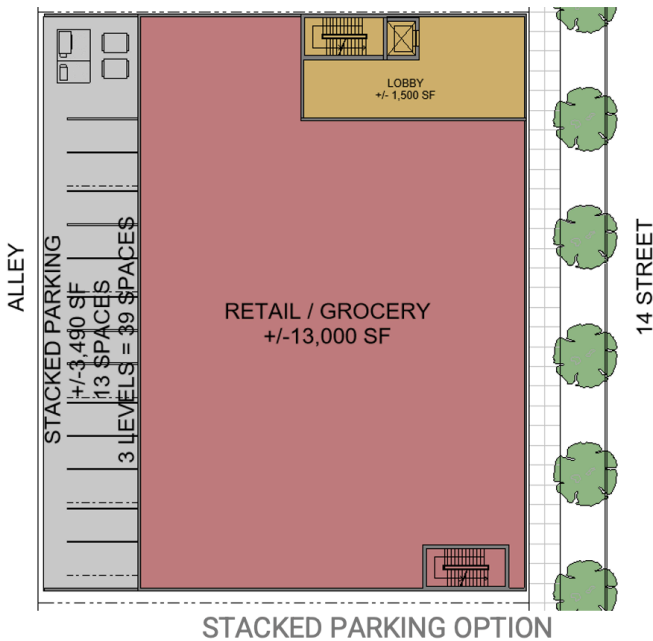 LOBBY
+/- 1,500 SF
ALLEY
STACKED PARKING
+/-3,490 SF
13 SPACES
3 LEVELS = 39 SPACES
RETAIL / GROCERY
+/-13,000 SF
14 STREET
STACKED PARKING OPTION